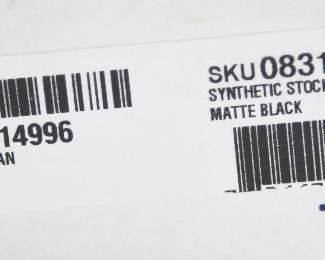 14996
AN
SKU 0831
SYNTHETIC STOCK
MATTE BLACK